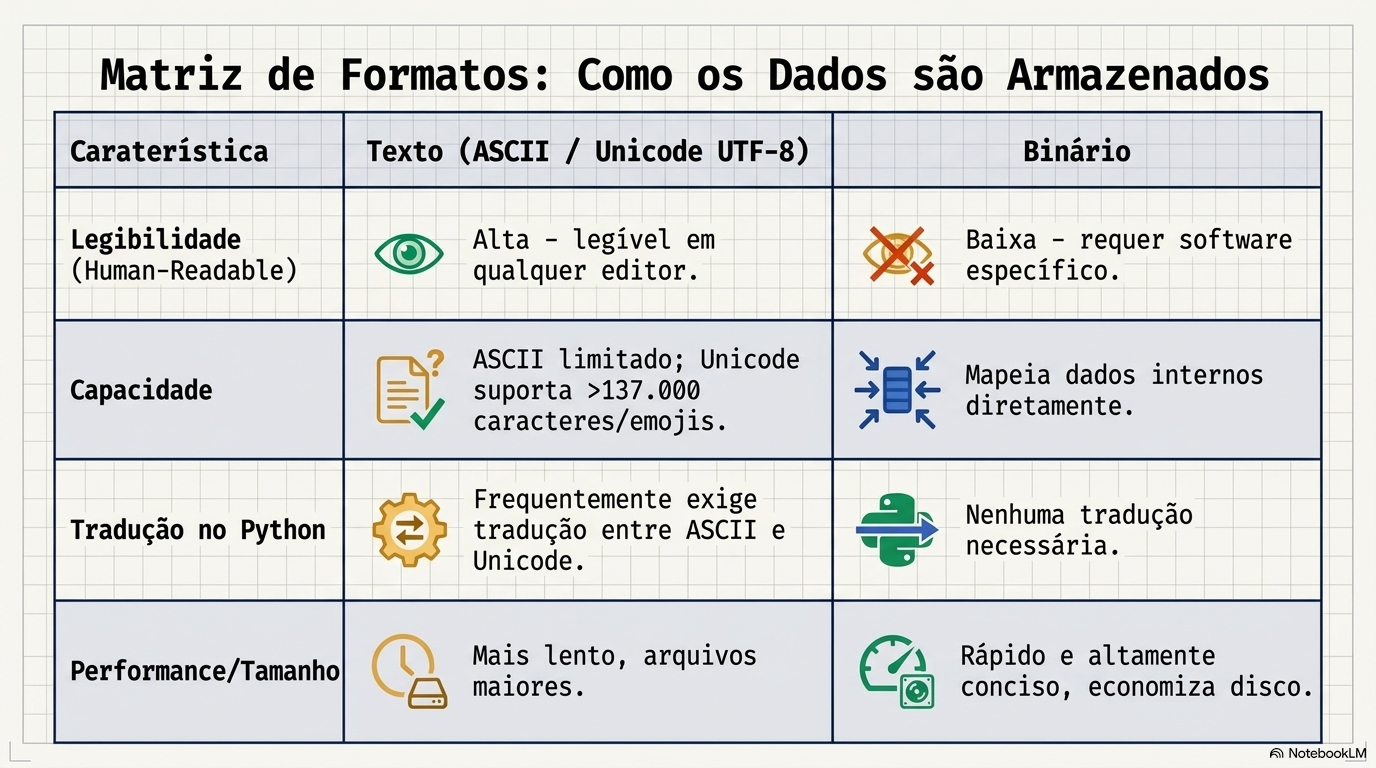 Matriz de Formatos: Como os Dados são Armazenados
Caraterística
Texto (ASCII / Unicode UTF-8)
Binário
Legibilidade
(Human-Readable)
Alta – legível em
qualquer editor.
Baixa – requer software
específico.
Capacidade
ASCII limitado; Unicode
suporta >137.000
caracteres/emojis.
Mapeia dados internos
diretamente.
Tradução no Python
Frequentemente exige
tradução entre ASCII e
Unicode.
Nenhuma tradução
necessária.
Performance/Tamanho
Mais lento, arquivos
maiores.
Rápido e altamente
conciso, economiza disco.
NotebookLM